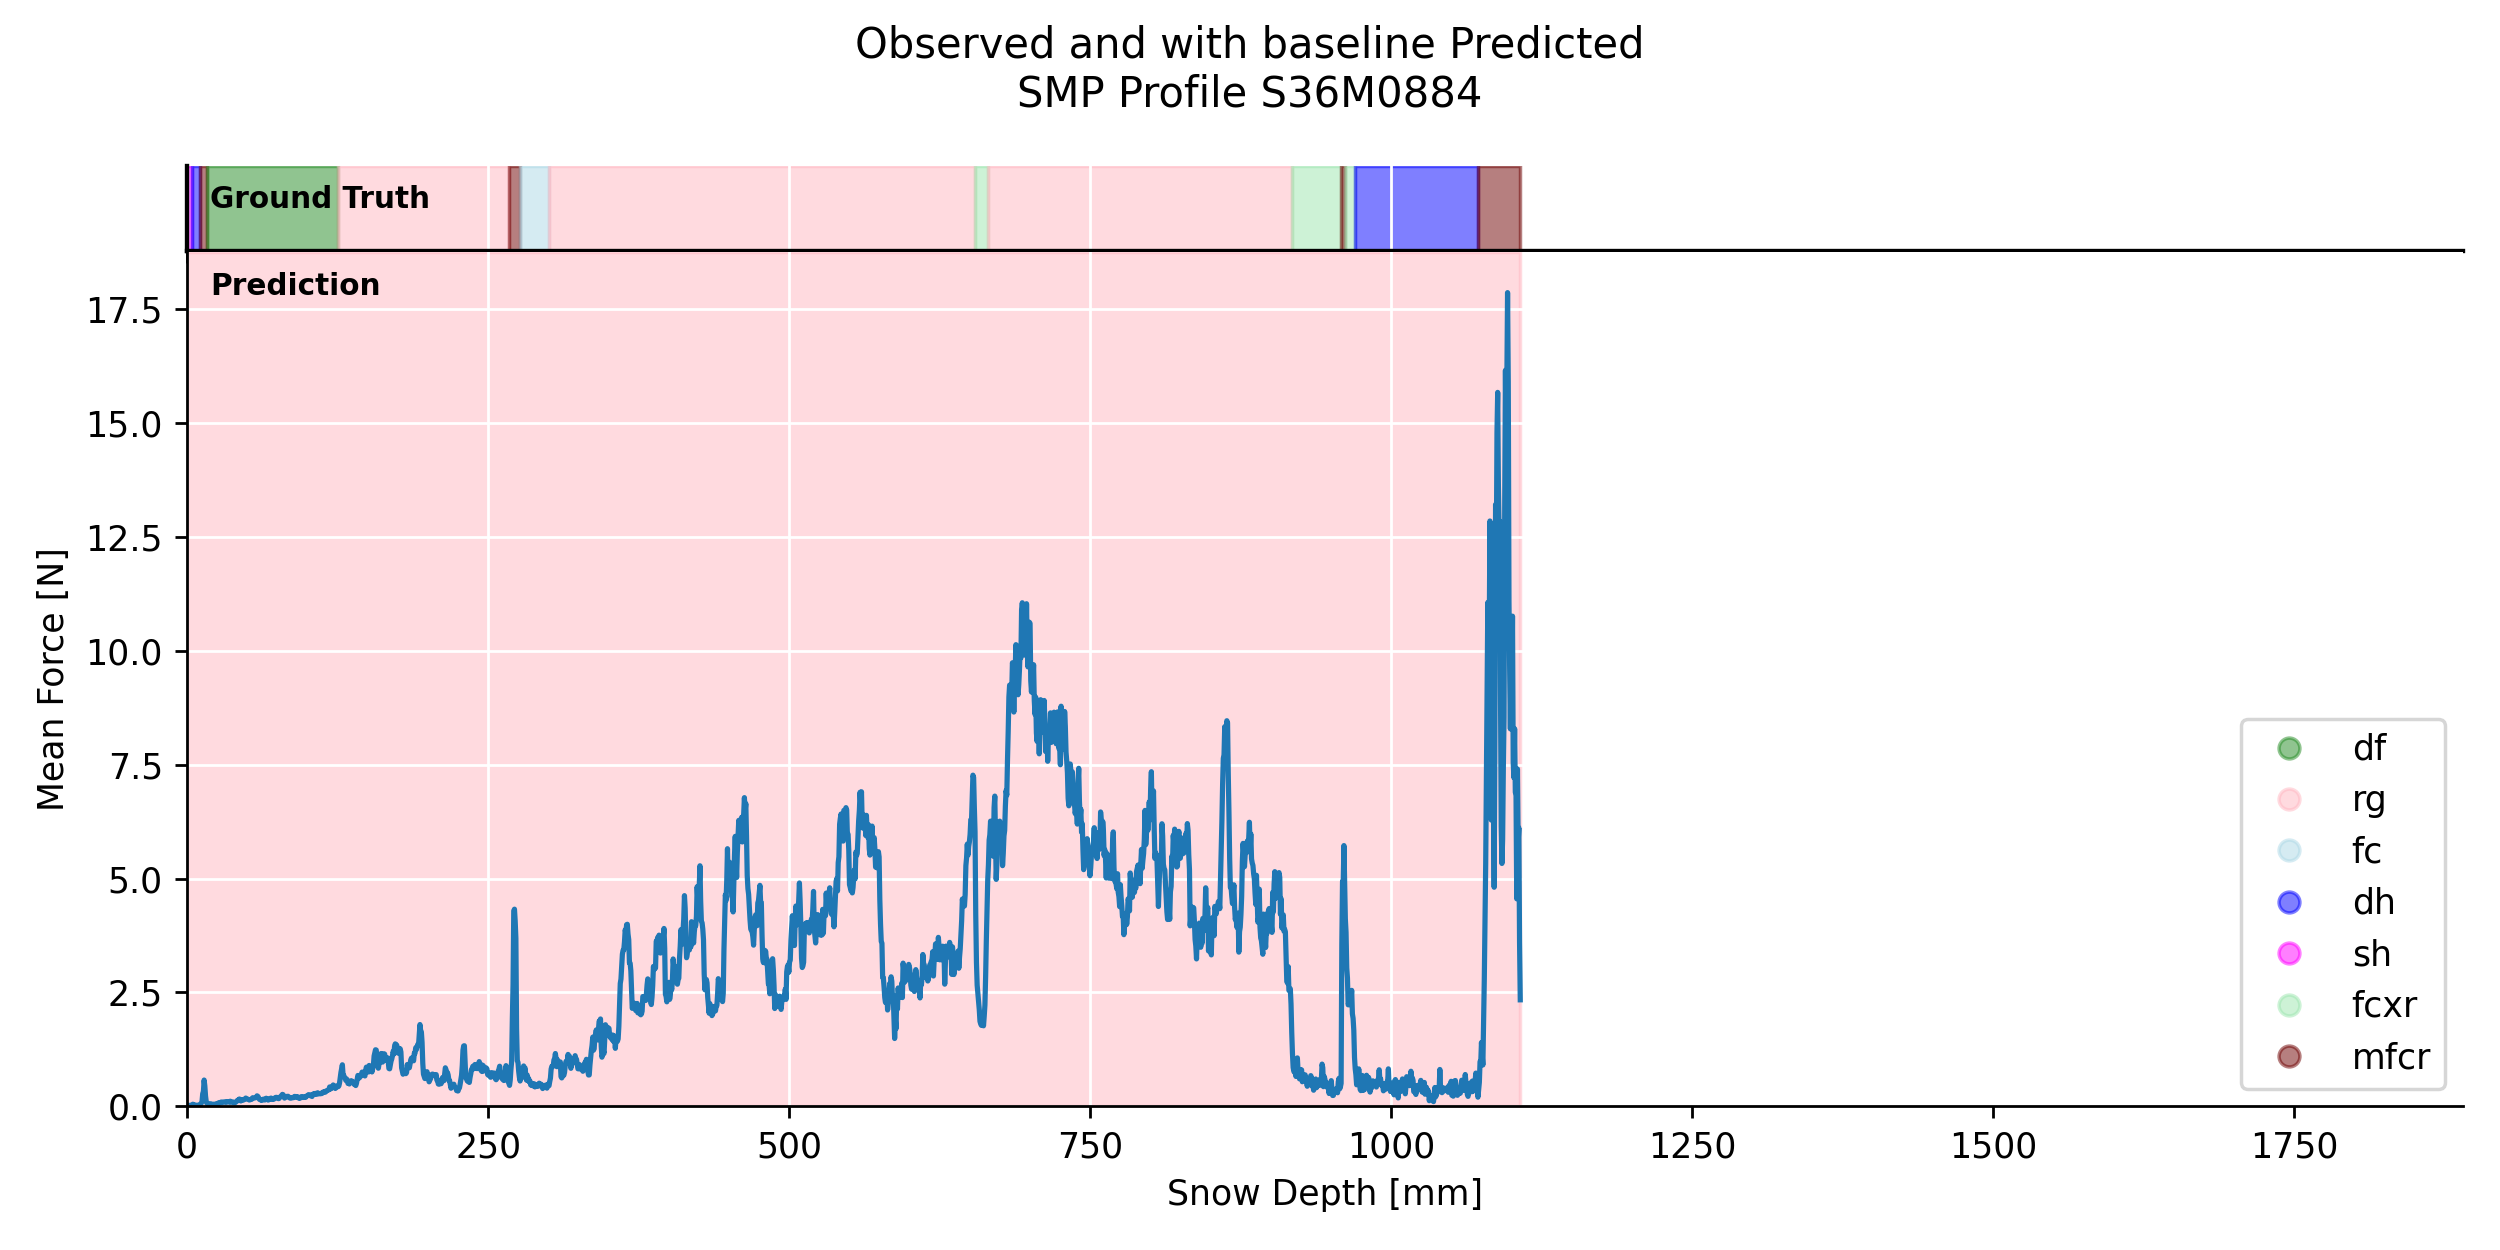 Observed and with baseline Predicted
SMP Profile S36M0884
Ground Truth
Prediction
17.5
15.0
12.5
10.0
7.5
5.0
2.5
0.0
Mean Force [N]
0 250 500 750 1000 1250 1500 1750
Snow Depth [mm]
df
rg
fc
dh
sh
fcxr
mfcr